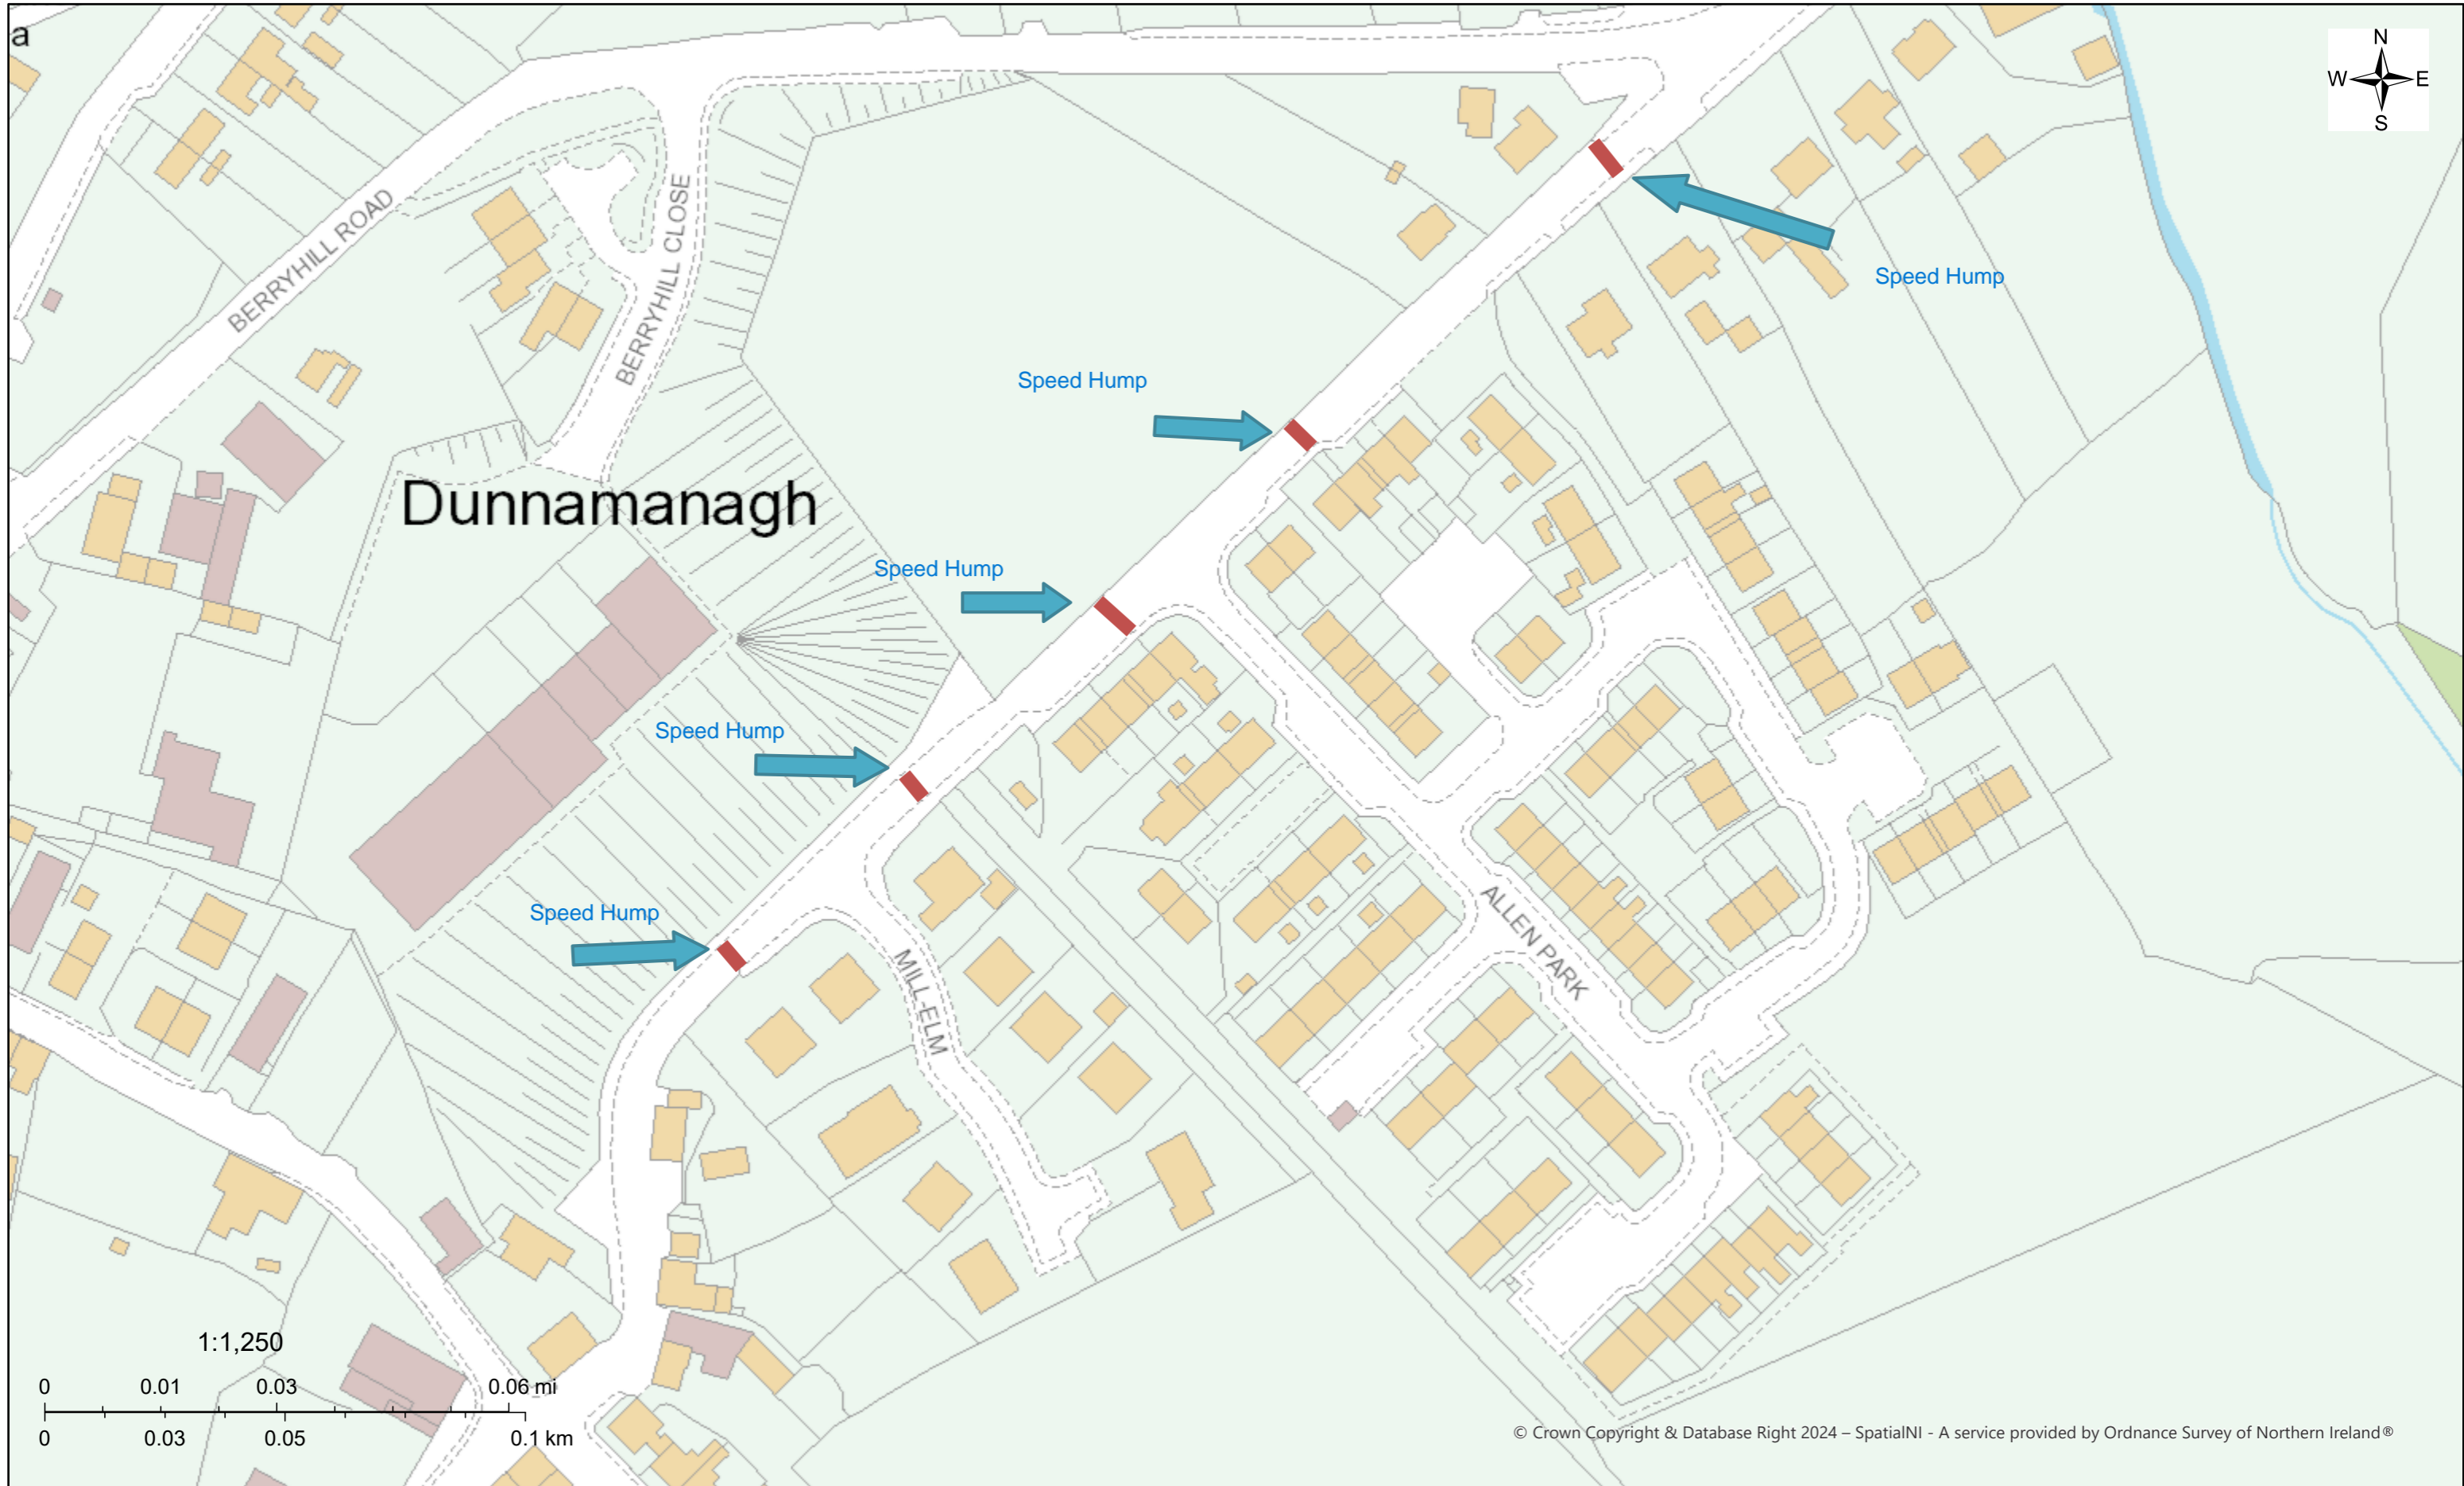 a
N
W E
S
BERRYHILL ROAD
BERRYHILL CLOSE
Speed Hump
Speed Hump
Dunnamanagh
Speed Hump
Speed Hump
Speed Hump
ALLEN PARK
MILL-ELM
1:1,250
0 0.01 0.03 0.06 mi
0 0.03 0.05 0.1 km
© Crown Copyright & Database Right 2024 – SpatialNI - A service provided by Ordnance Survey of Northern Ireland®